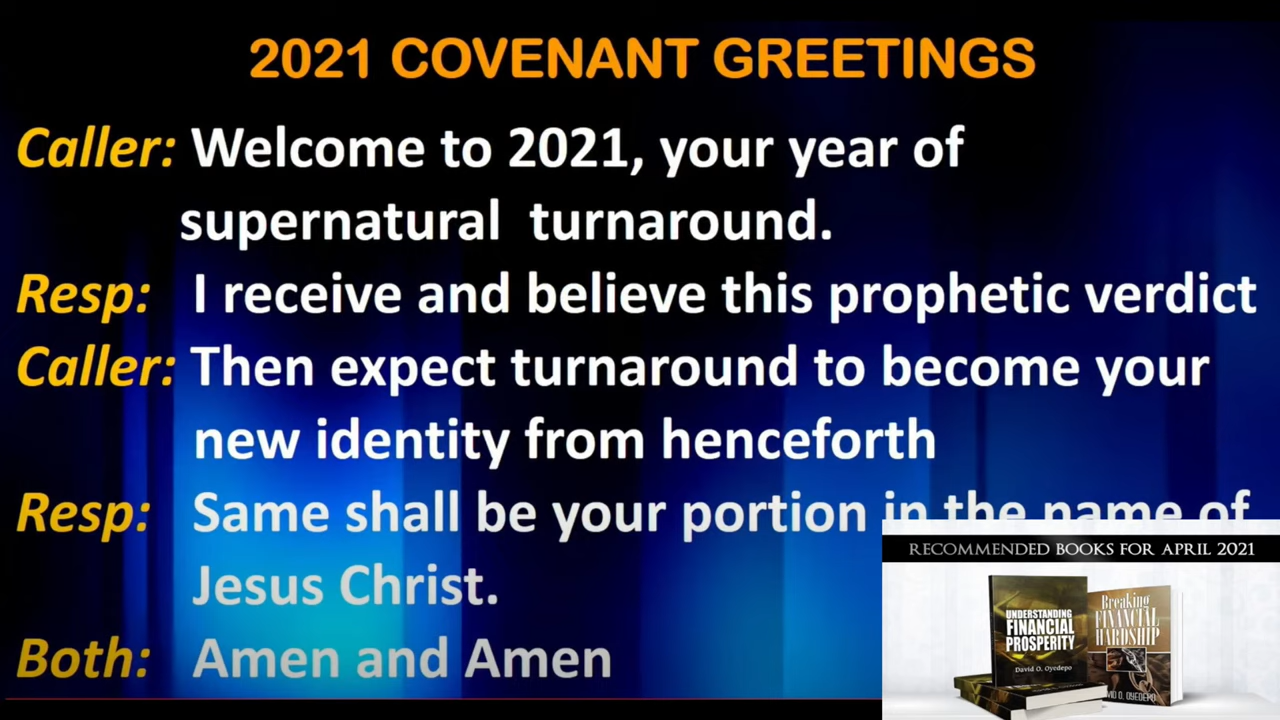 2021 COVENANT GREETINGS
Caller: Welcome to 2021, your year of
supernatural turnaround.
Resp: I receive and believe this prophetic verdict
Caller: Then expect turnaround to become your
new identity from henceforth
Resp: Same shall be your portion in the name of
Jesus Christ.
Both: Amen and Amen
RECOMMENDED BOOKS FOR APRIL 2021
UNDERSTANDING
FINANCIAL
PROSPERITY
David O. Oyedepo
Breaking
FINANCIAL
HARDSHIP
O. OYEDEPO